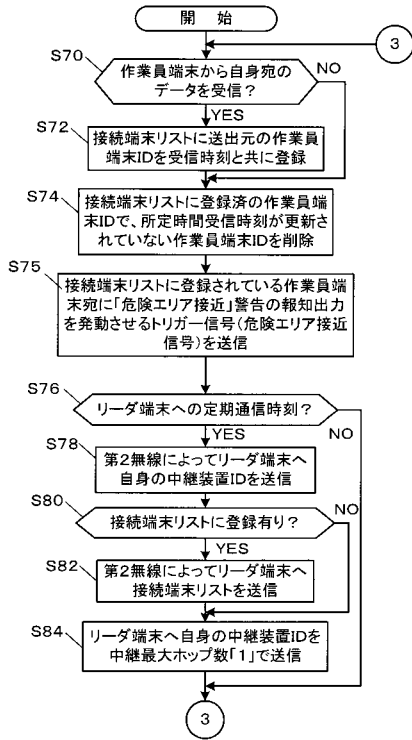 開　始
3
S70
作業員端末から自身宛の
データを受信？
NO
YES
S72
接続端末リストに送出元の作業員
端末IDを受信時刻と共に登録
S74
接続端末リストに登録済の作業員端
末IDで、所定時間受信時刻が更新さ
れていない作業員端末IDを削除
S75
接続端末リストに登録されている作業員端
末宛に「危険エリア接近」警告の報知出力
を発動させるトリガー信号(危険エリア接近
信号)を送信
S76
リーダ端末への定期通信時刻？
YES
NO
S78
第2無線によってリーダ端末へ
自身の中継装置IDを送信
S80
NO
接続端末リストに登録有り？
YES
S82
第2無線によってリーダ端末へ
接続端末リストを送信
S84
リーダ端末へ自身の中継装置IDを
中継最大ホップ数「1」で送信
3